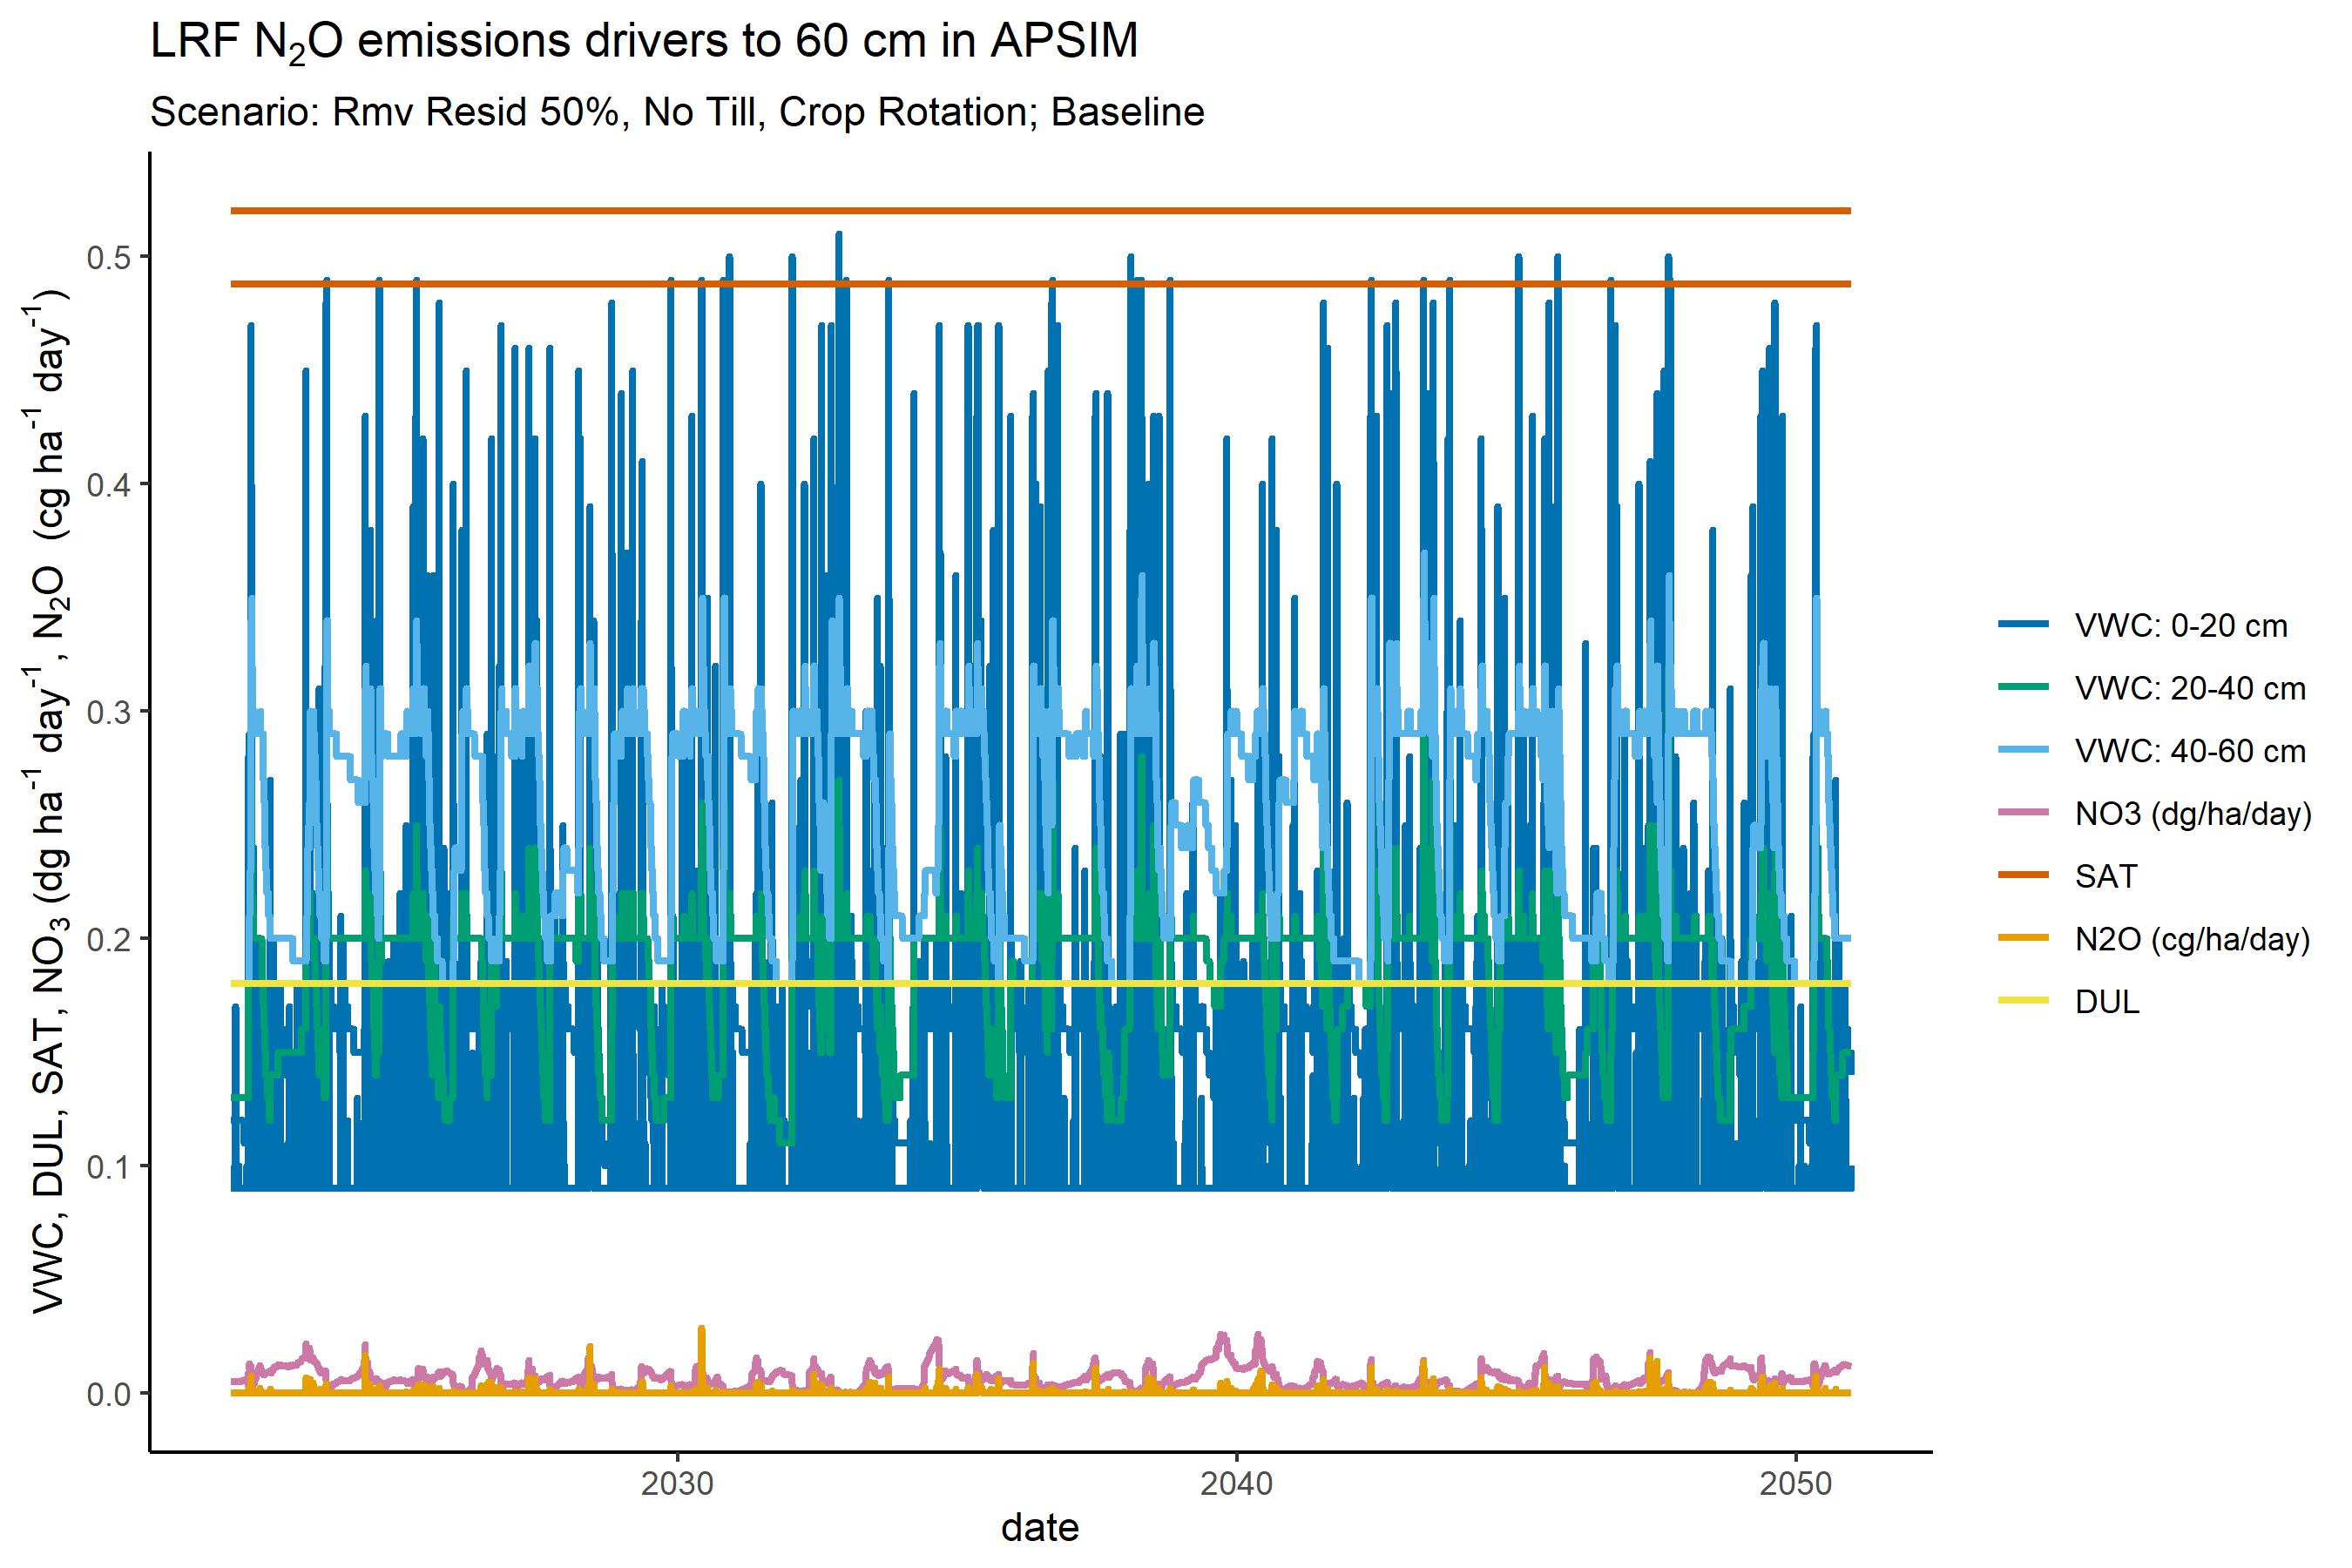 LRF N₂O emissions drivers to 60 cm in APSIM
Scenario: Rmv Resid 50%, No Till, Crop Rotation; Baseline
VWC, DUL, SAT, NO₃ (dg ha⁻¹ day⁻¹, N₂O (cg ha⁻¹ day⁻¹)
0.5
0.4
0.3
0.2
0.1
0.0
2030
2040
2050
date
VWC: 0-20 cm
VWC: 20-40 cm
VWC: 40-60 cm
NO3 (dg/ha/day)
SAT
N2O (cg/ha/day)
DUL